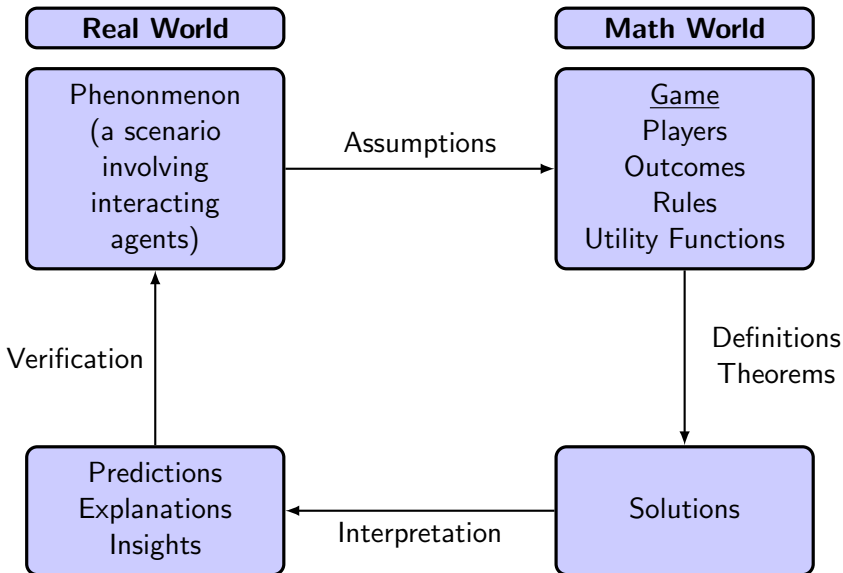 Real World
Math World
Phenonmenon
(a scenario
involving
interacting
agents)
Assumptions
Game
Players
Outcomes
Rules
Utility Functions
Verification
Definitions
Theorems
Predictions
Explanations
Insights
Interpretation
Solutions